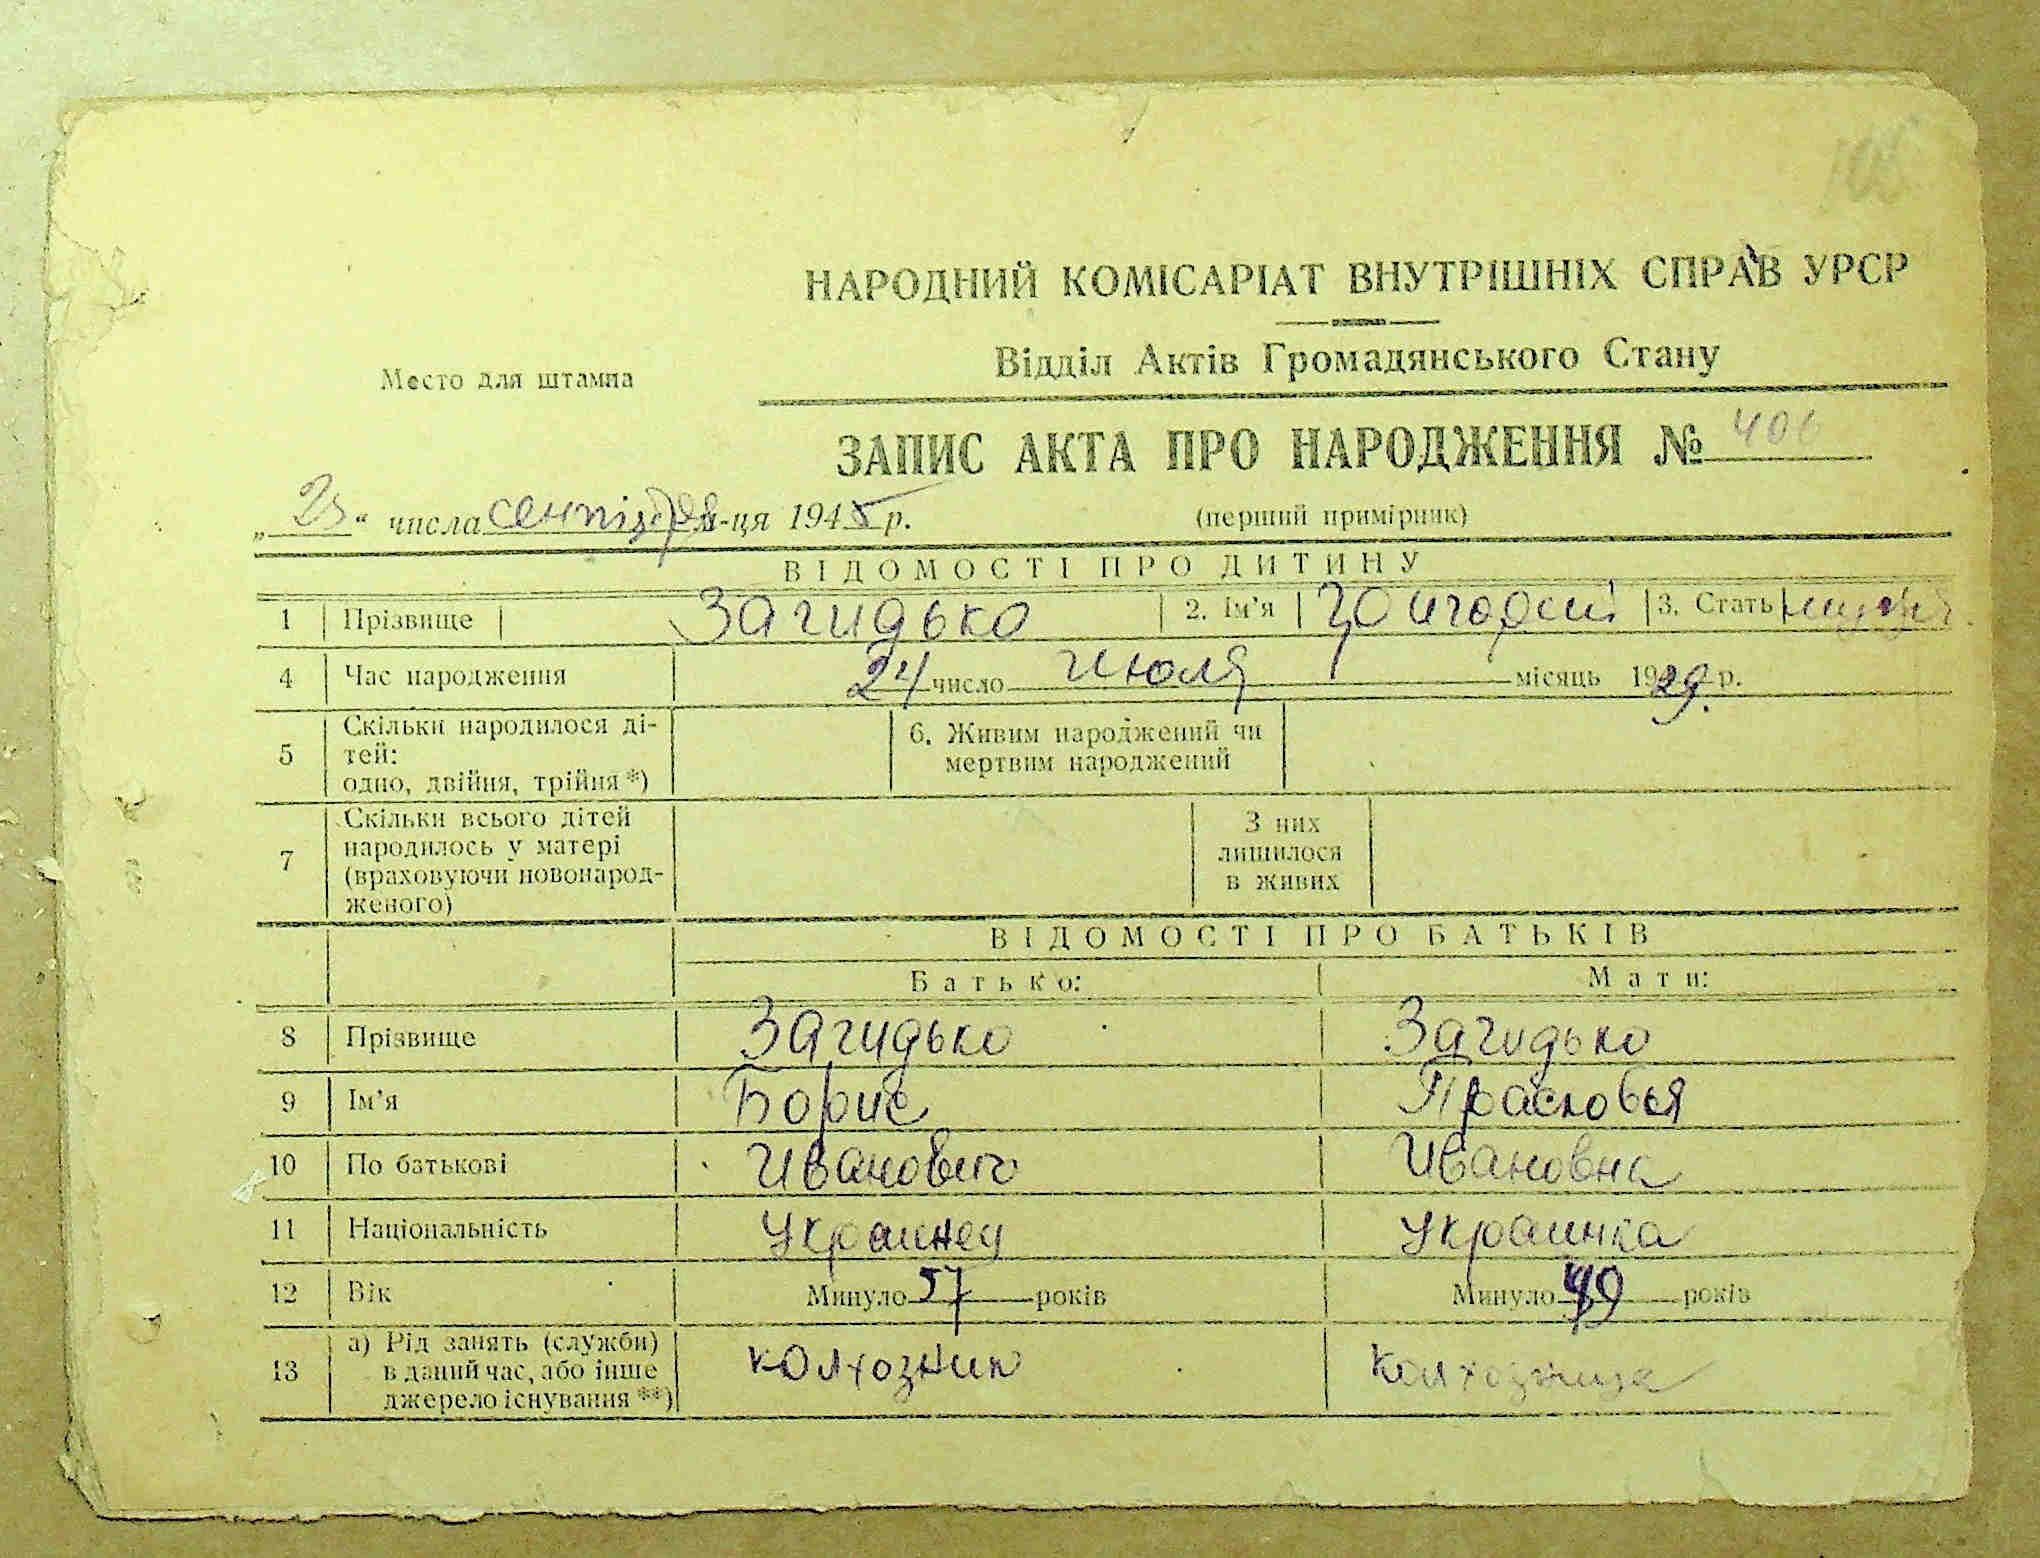 НАРОДНИЙ КОМІСАРІАТ ВНУТРІШНІХ СПРАВ УРСР
Место для штампа
Відділ Актів Громадянського Стану
ЗАПИС АКТА ПРО НАРОДЖЕННЯ № 406
„ “ числа сентября м-ця 1945 р. (перший примірник)
ВІДОМОСТІ ПРО ДИТИНУ
1 Прізвище Загидько 2. Ім'я Григорий 3. Стать
4 Час народження 24 число Июля місяць 1929 р.
5 Скільки народилося ді-
тей:
одно, двійня, трійня *)
6. Живим народжений чи
мертвим народжений
7 Скільки всього дітей
народилось у матері
(враховуючи новонарод-
женого)
З них
лишилося
в живих
ВІДОМОСТІ ПРО БАТЬКІВ
Батько: Мати:
8 Прізвище Загидько Загидько
9 Ім'я Борис Прасковья
10 По батькові Иванович Ивановна
11 Національність Украинец Украинка
12 Вік Минуло 57 років Минуло 49 років
13 а) Рід занять (служби)
в даний час, або інше
джерело існування **)
колхозник колхозница